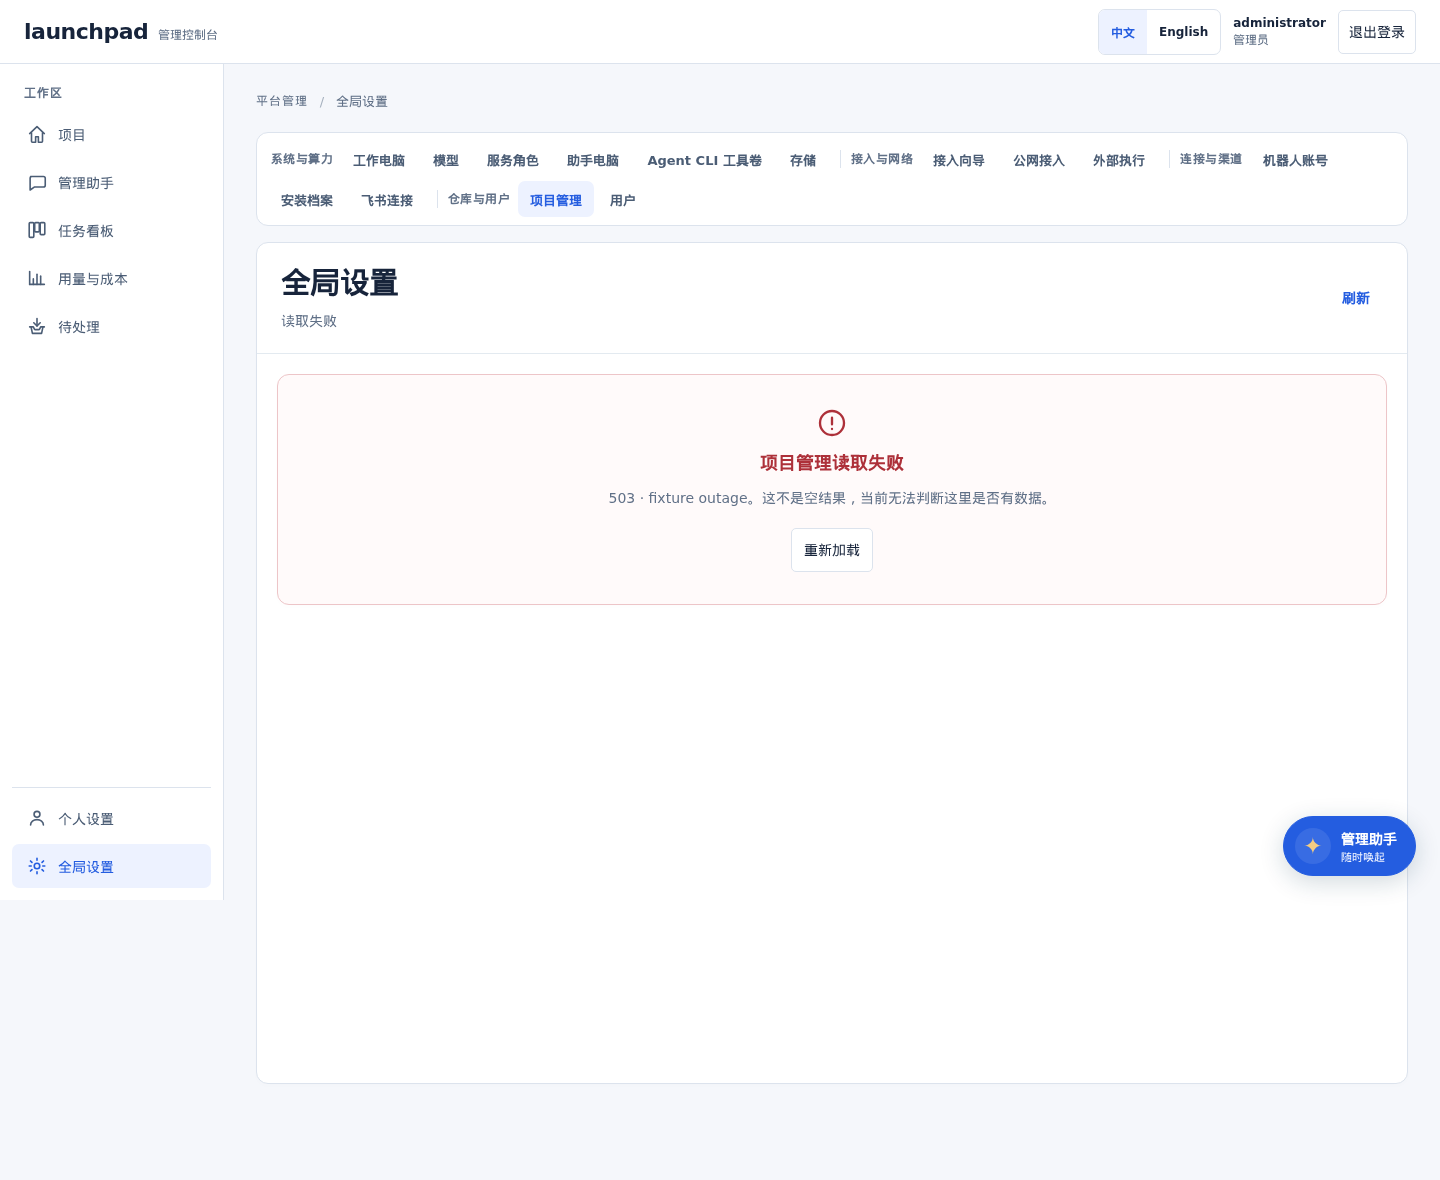 launchpad 管理控制台
中文 English
administrator
管理员
退出登录
工作区
项目
管理助手
任务看板
用量与成本
待处理
个人设置
全局设置
平台管理 / 全局设置
系统与算力 工作电脑 模型 服务角色 助手电脑 Agent CLI 工具卷 存储 接入与网络 接入向导 公网接入 外部执行 连接与渠道 机器人账号
安装档案 飞书连接 仓库与用户 项目管理 用户
全局设置
读取失败
刷新
项目管理读取失败
503 · fixture outage。这不是空结果，当前无法判断这里是否有数据。
重新加载
管理助手
随时唤起